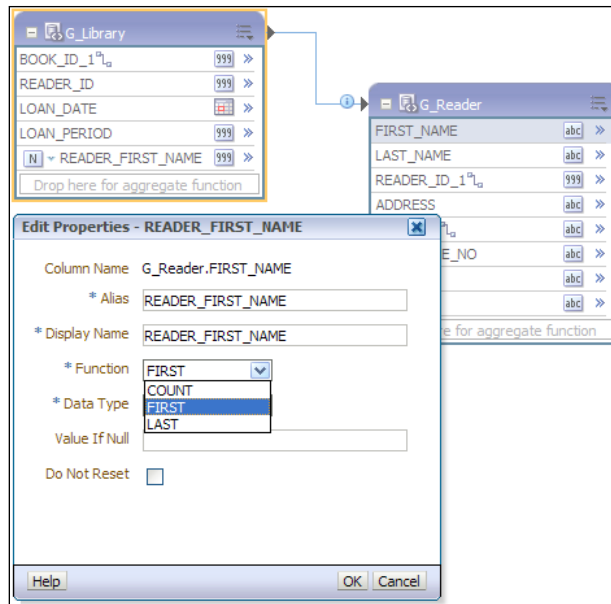 G_Library
BOOK_ID_1 999
READER_ID 999
LOAN_DATE
LOAN_PERIOD 999
N READER_FIRST_NAME 999
Drop here for aggregate function
G_Reader
FIRST_NAME abc
LAST_NAME abc
READER_ID_1 999
ADDRESS abc
abc
E_NO abc
abc
abc
e for aggregate function
Edit Properties - READER_FIRST_NAME
Column Name G_Reader.FIRST_NAME
* Alias READER_FIRST_NAME
* Display Name READER_FIRST_NAME
* Function FIRST
COUNT
FIRST
LAST
* Data Type
Value If Null
Do Not Reset
Help OK Cancel